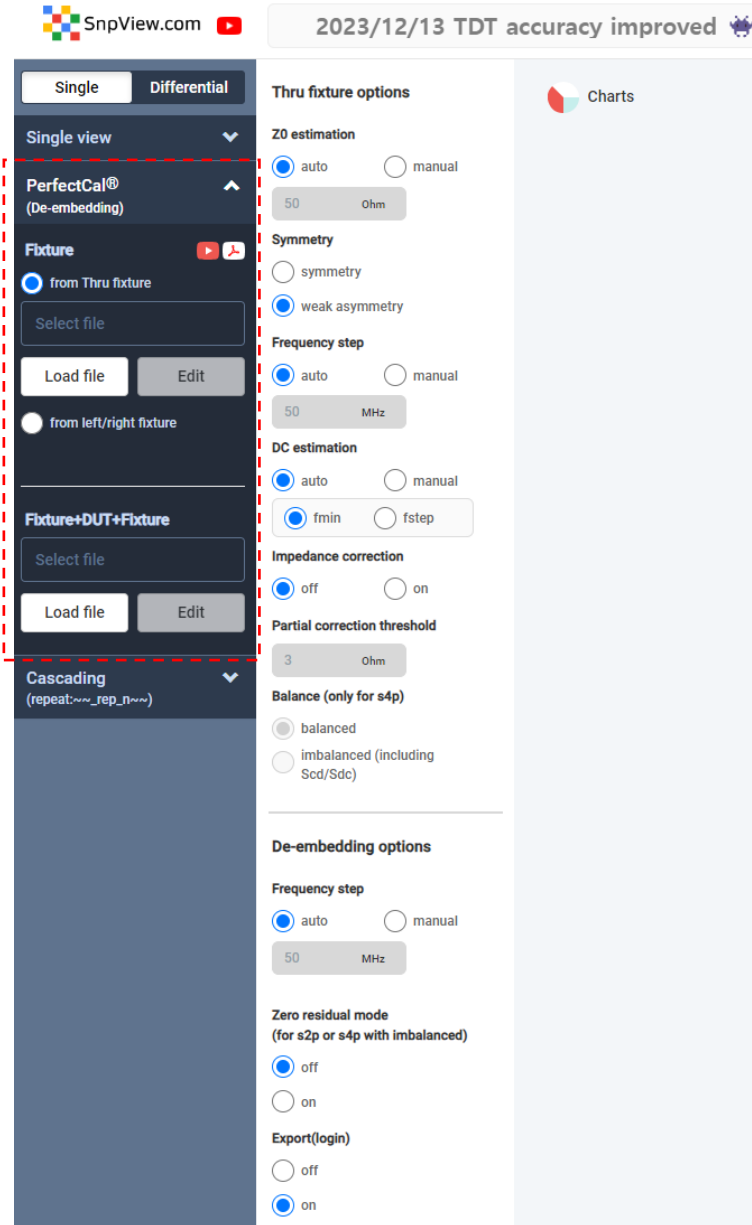 SnpView.com
2023/12/13 TDT accuracy improved
Single
Differential
Single view
PerfectCal®
(De-embedding)
Fixture
from Thru fixture
Select file
Load file
Edit
from left/right fixture
Fixture+DUT+Fixture
Select file
Load file
Edit
Cascading
(repeat:~~_rep_n~~)
Thru fixture options
Z0 estimation
auto
manual
50
Ohm
Symmetry
symmetry
weak asymmetry
Frequency step
auto
manual
50
MHz
DC estimation
auto
manual
fmin
fstep
Impedance correction
off
on
Partial correction threshold
3
Ohm
Balance (only for s4p)
balanced
imbalanced (including
Scd/Sdc)
De-embedding options
Frequency step
auto
manual
50
MHz
Zero residual mode
(for s2p or s4p with imbalanced)
off
on
Export(login)
off
on
Charts